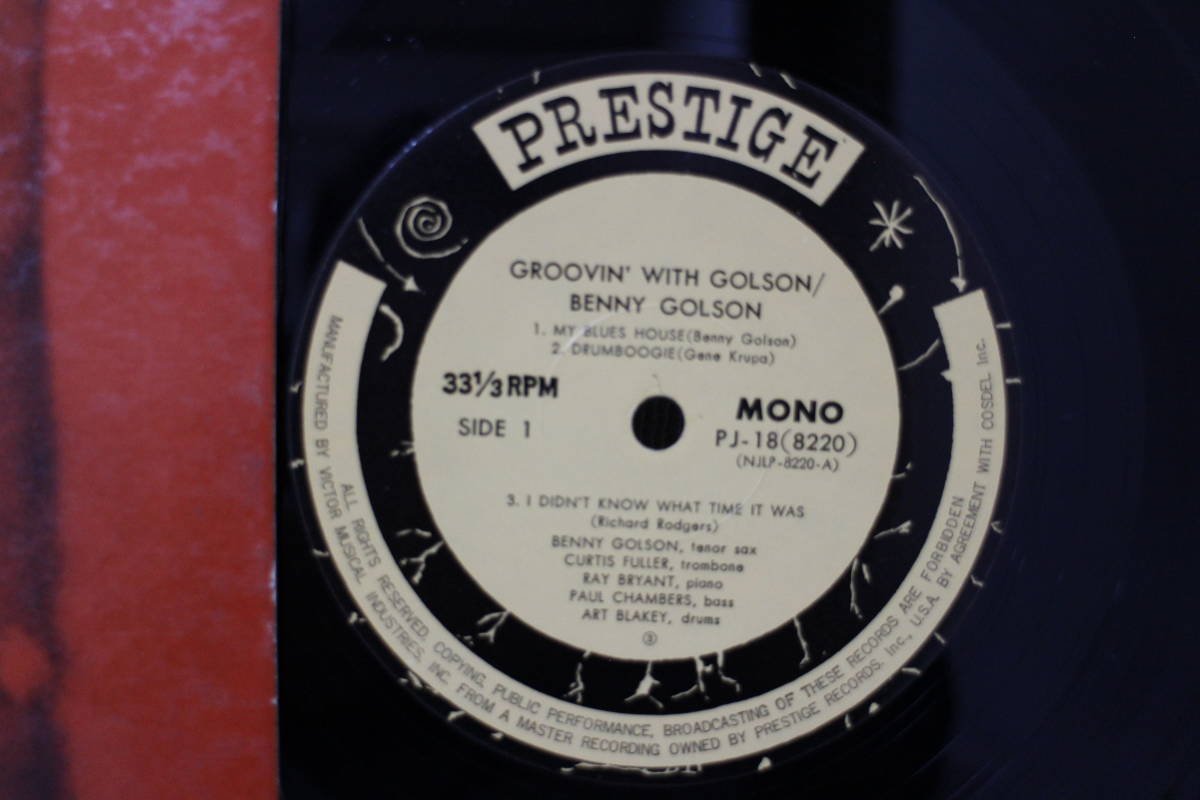 PRESTIGE
GROOVIN' WITH GOLSON/
BENNY GOLSON
1. MY BLUES HOUSE(Benny Golson)
2. DRUMBOOGIE(Gene Krupa)
33 1/3 RPM
SIDE 1
MONO
PJ-18(8220)
(NJLP-8220-A)
3. I DIDN'T KNOW WHAT TIME IT WAS
(Richard Rodgers)
BENNY GOLSON, tenor sax
CURTIS FULLER, trombone
RAY BRYANT, piano
PAUL CHAMBERS, bass
ART BLAKEY, drums
③
ALL RIGHTS RESERVED. COPYING, PUBLIC PERFORMANCE, BROADCASTING OF THESE RECORDS ARE FORBIDDEN
MANUFACTURED BY VICTOR MUSICAL INDUSTRIES, INC. FROM A MASTER RECORDING OWNED BY PRESTIGE RECORDS. Inc., U.S.A. BY AGREEMENT WITH COSDEL Inc.